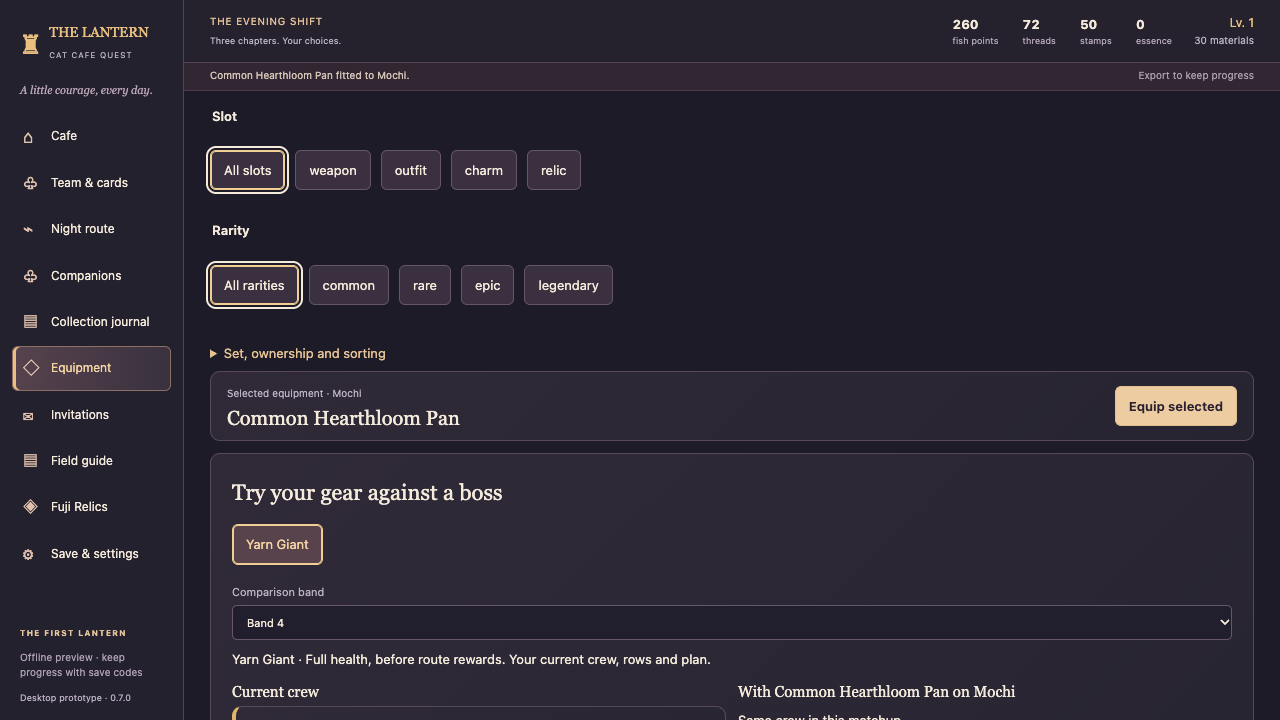 THE LANTERN
CAT CAFE QUEST
A little courage, every day.
Cafe
Team & cards
Night route
Companions
Collection journal
Equipment
Invitations
Field guide
Fuji Relics
Save & settings
THE FIRST LANTERN
Offline preview · keep
progress with save codes
Desktop prototype · 0.7.0
THE EVENING SHIFT
Three chapters. Your choices.
260
fish points
72
threads
50
stamps
0
essence
Lv. 1
30 materials
Common Hearthloom Pan fitted to Mochi.
Export to keep progress
Slot
All slots
weapon
outfit
charm
relic
Rarity
All rarities
common
rare
epic
legendary
Set, ownership and sorting
Selected equipment · Mochi
Common Hearthloom Pan
Equip selected
Try your gear against a boss
Yarn Giant
Comparison band
Band 4
Yarn Giant · Full health, before route rewards. Your current crew, rows and plan.
Current crew
With Common Hearthloom Pan on Mochi
Same crew in this matchup